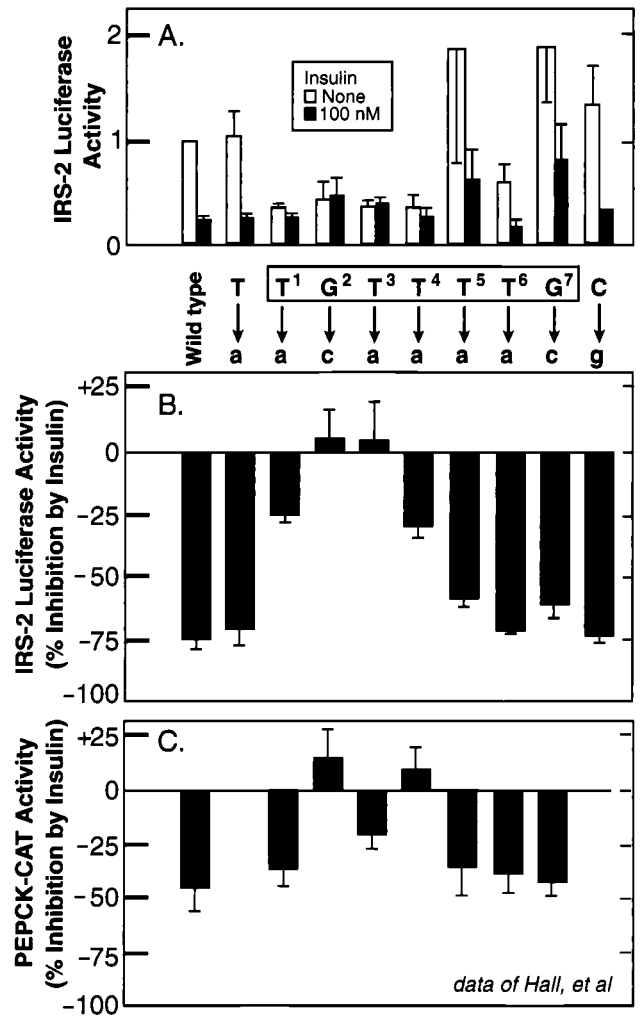 A.
IRS-2 Luciferase
Activity
2
1
0
Insulin
None
100 nM
Wild type T T1 G2 T3 T4 T5 T6 G7 C
a a c a a a a c g
B.
IRS-2 Luciferase Activity
(% Inhibition by Insulin)
+25
0
−25
−50
−75
−100
C.
PEPCK-CAT Activity
(% Inhibition by Insulin)
+25
0
−25
−50
−75
−100
data of Hall, et al